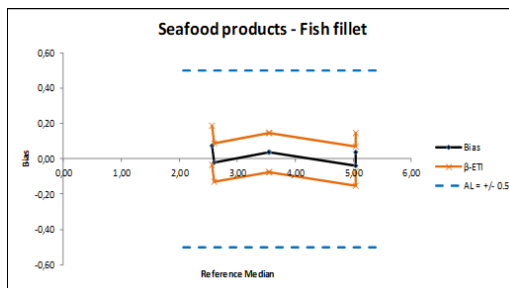 Seafood products - Fish fillet
0,60
0,40
0,20
0,00
-0,20
-0,40
-0,60
Bias
0,00 1,00 2,00 3,00 4,00 5,00 6,00
Reference Median
Bias
β-ETI
AL = +/- 0.5